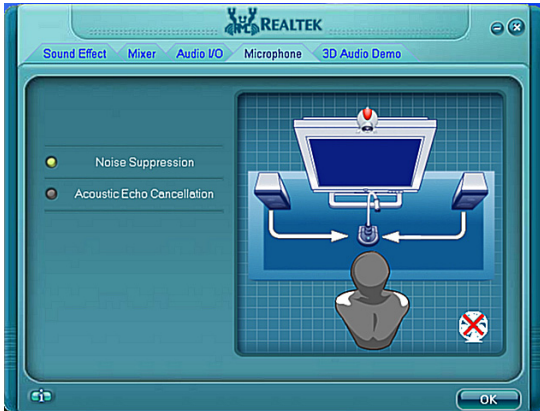 REALTEK
Sound Effect Mixer Audio I/O Microphone 3D Audio Demo
Noise Suppression
Acoustic Echo Cancellation
OK